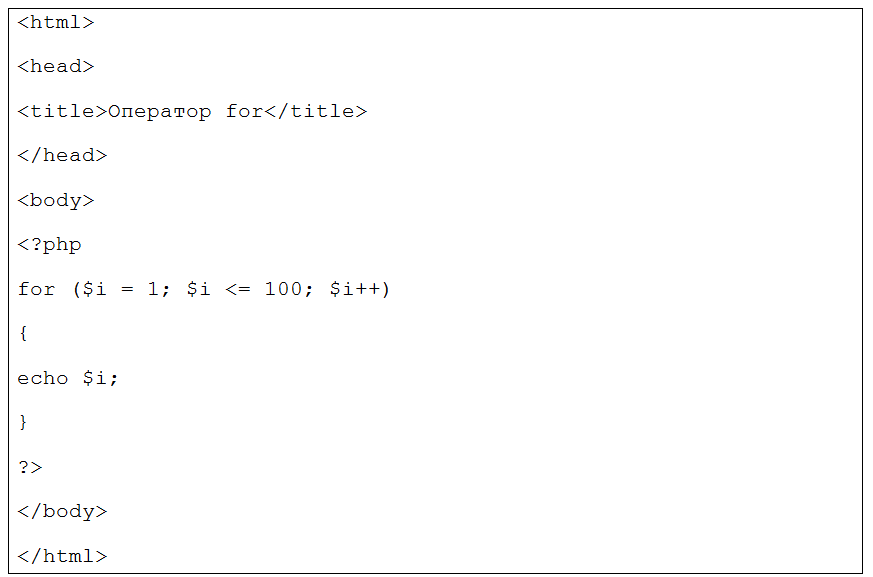 <html>
<head>
<title>Оператор for</title>
</head>
<body>
<?php
for ($i = 1; $i <= 100; $i++)
{
echo $i;
}
?>
</body>
</html>